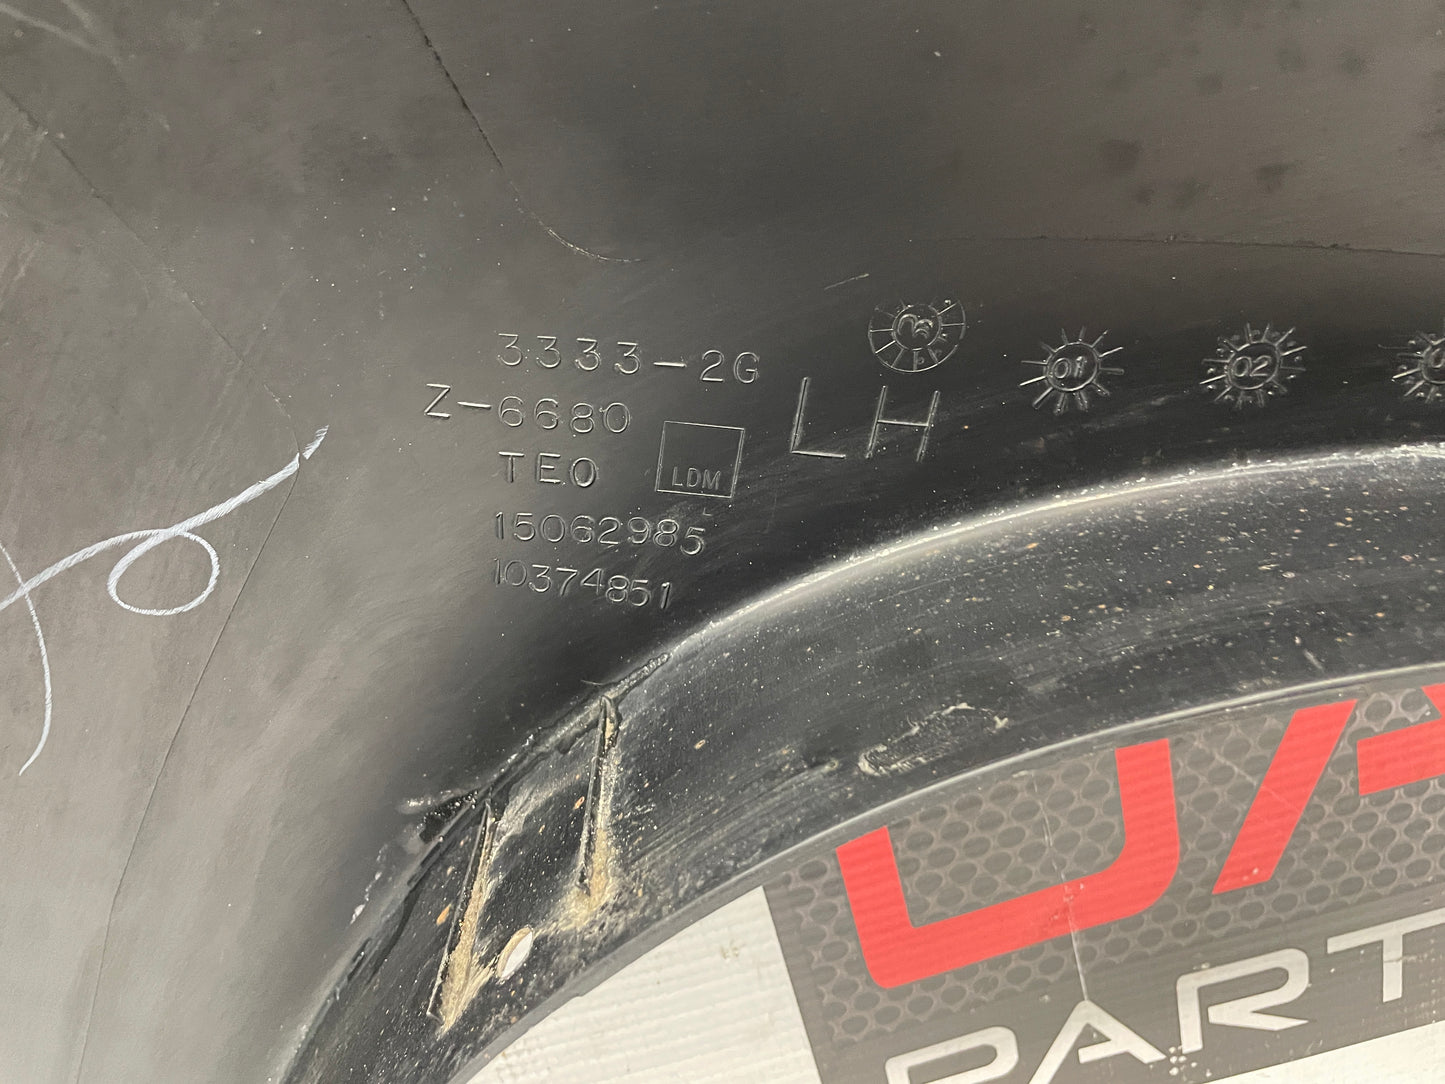 3333-2G
Z-6680
TEO
LDM
LH
15062985
10374851
01
02
PART